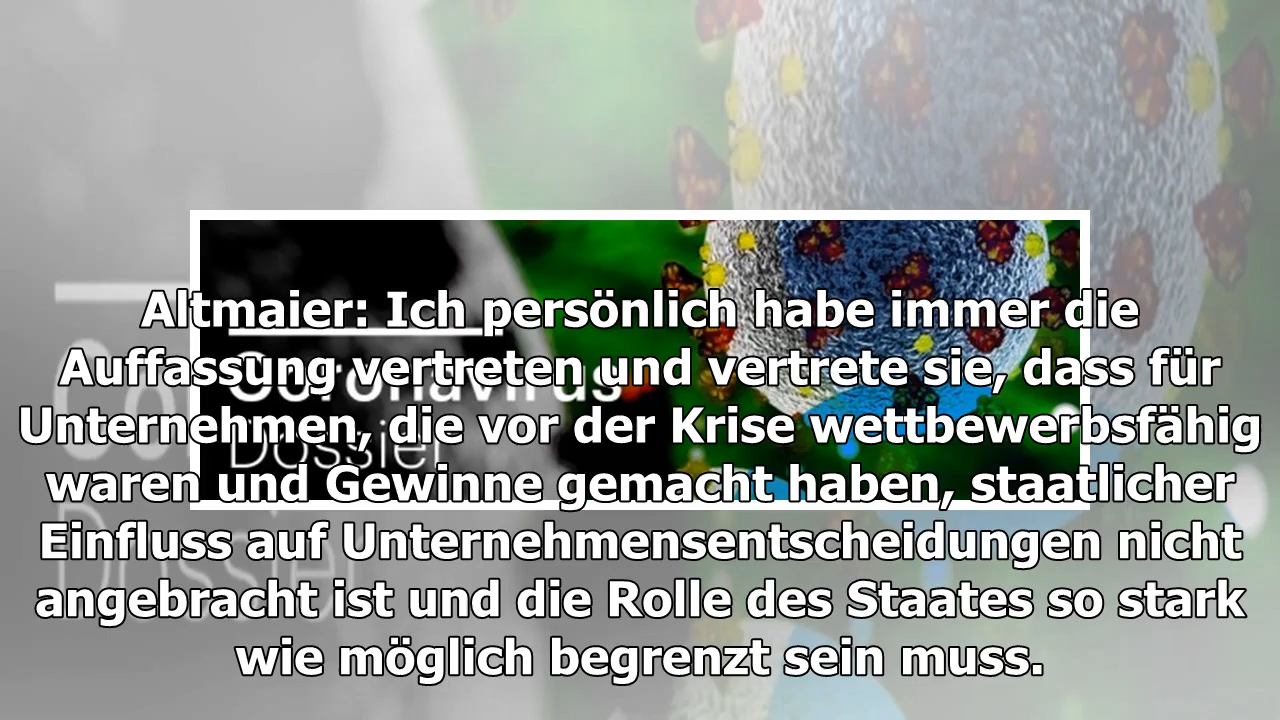 Altmaier: Ich persönlich habe immer die
Auffassung vertreten und vertrete sie, dass für
Unternehmen, die vor der Krise wettbewerbsfähig
waren und Gewinne gemacht haben, staatlicher
Einfluss auf Unternehmensentscheidungen nicht
angebracht ist und die Rolle des Staates so stark
wie möglich begrenzt sein muss.
Coronavirus
Dossier